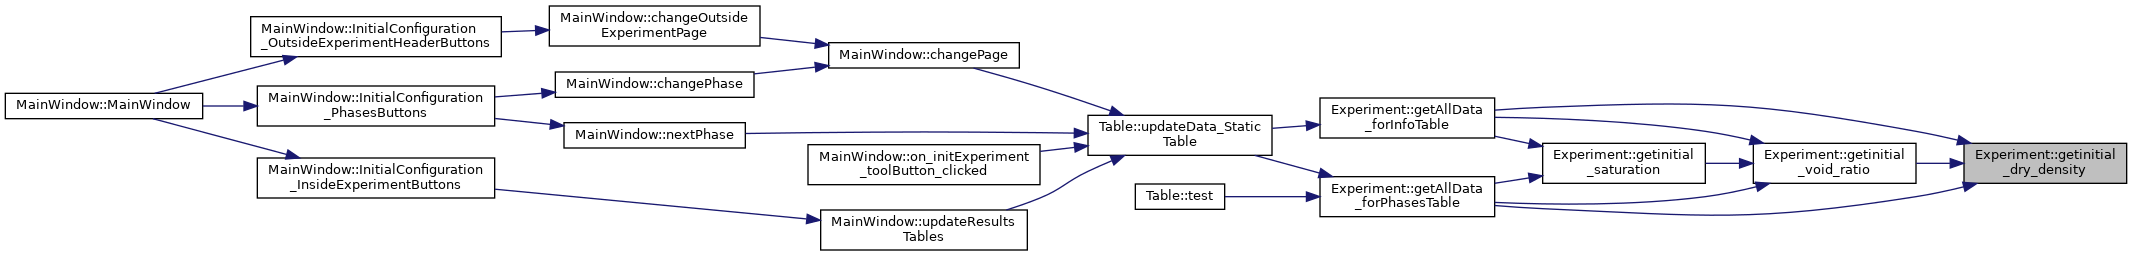 MainWindow::MainWindow
MainWindow::InitialConfiguration
_OutsideExperimentHeaderButtons
MainWindow::InitialConfiguration
_PhasesButtons
MainWindow::InitialConfiguration
_InsideExperimentButtons
MainWindow::changeOutside
ExperimentPage
MainWindow::changePhase
MainWindow::nextPhase
MainWindow::changePage
MainWindow::on_initExperiment
_toolButton_clicked
MainWindow::updateResults
Tables
Table::updateData_Static
Table
Table::test
Experiment::getAllData
_forInfoTable
Experiment::getAllData
_forPhasesTable
Experiment::getinitial
_saturation
Experiment::getinitial
_void_ratio
Experiment::getinitial
_dry_density